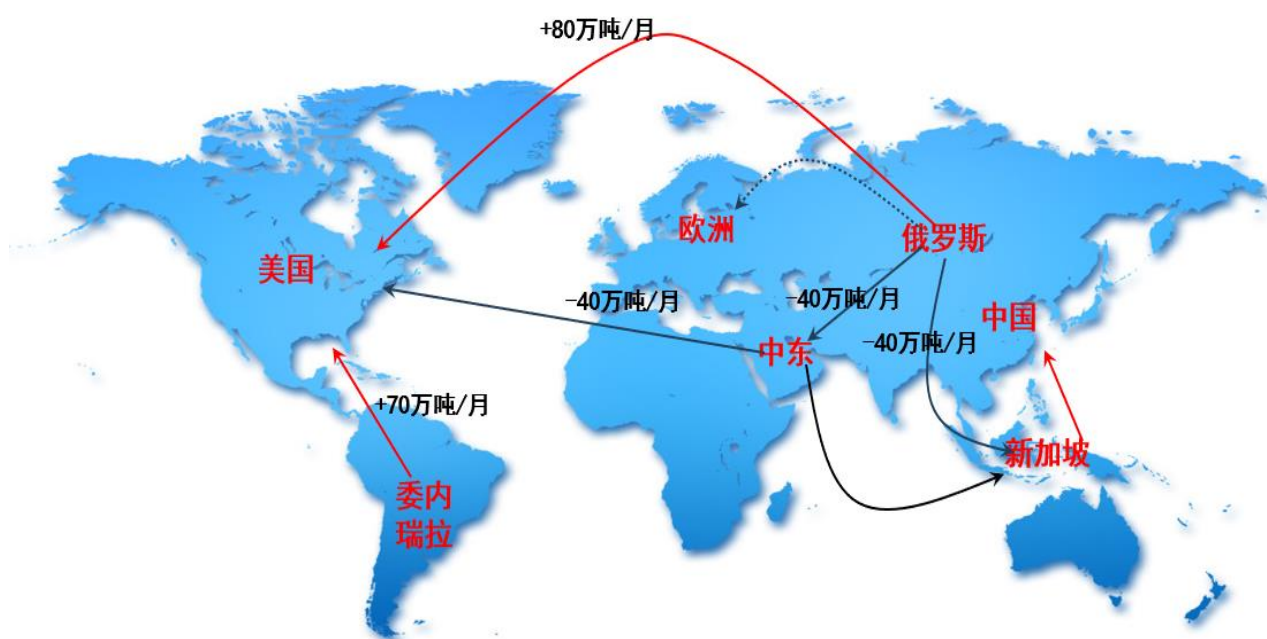 +80万吨/月
欧洲
俄罗斯
美国
-40万吨/月
-40万吨/月
中国
-40万吨/月
中东
+70万吨/月
新加坡
委内
瑞拉